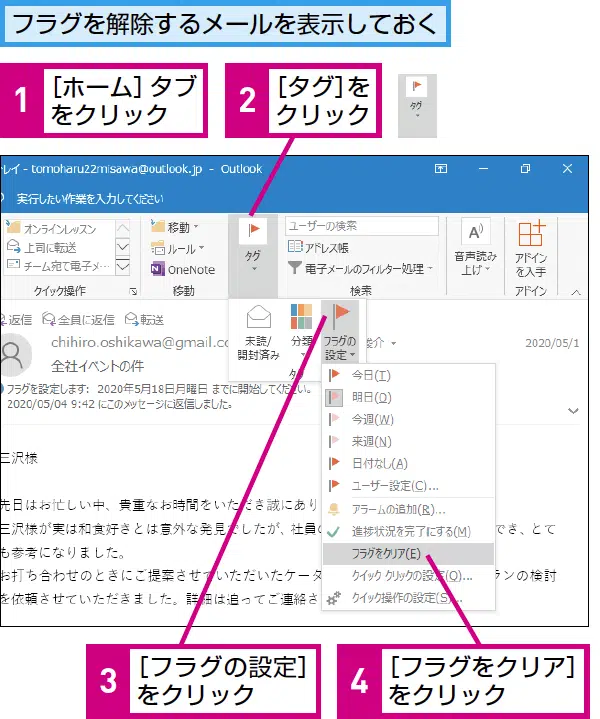 フラグを解除するメールを表示しておく
1 [ホーム]タブ
をクリック
2 [タグ]を
クリック
タグ
レイ - tomoharu22misawa@outlook.jp - Outlook
実行したい作業を入力してください
オンラインレッスン
上司に転送
チーム宛て電子メ…
クイック操作
移動
ルール
OneNote
移動
タグ
ユーザーの検索
アドレス帳
電子メールのフィルター処理
検索
音声読み
上げ
アドイン
を入手
アドイン
未読/
開封済み
分類
フラグの
設定
返信 全員に返信 転送
chihiro.oshikawa@gmail.co
俊介
2020/05/1
全社イベントの件
フラグを設定します: 2020年5月18日月曜日 までに開始してください。
2020/05/04 9:42 にこのメッセージに返信しました。
今日(T)
明日(O)
今週(W)
来週(N)
日付なし(A)
ユーザー設定(C)...
アラームの追加(R)...
進捗状況を完了にする(M)
フラグをクリア(E)
クイック クリックの設定(Q)...
クイック操作の設定(S)...
三沢様
先日はお忙しい中、貴重なお時間をいただき誠にあり
三沢様が実は和食好きとは意外な発見でしたが、社員の でき、とて
も参考になりました。
お打ち合わせのときにご提案させていただいたケータ ランの検討
を依頼させていただきました。詳細は追ってご連絡さ
3 [フラグの設定]
をクリック
4 [フラグをクリア]
をクリック